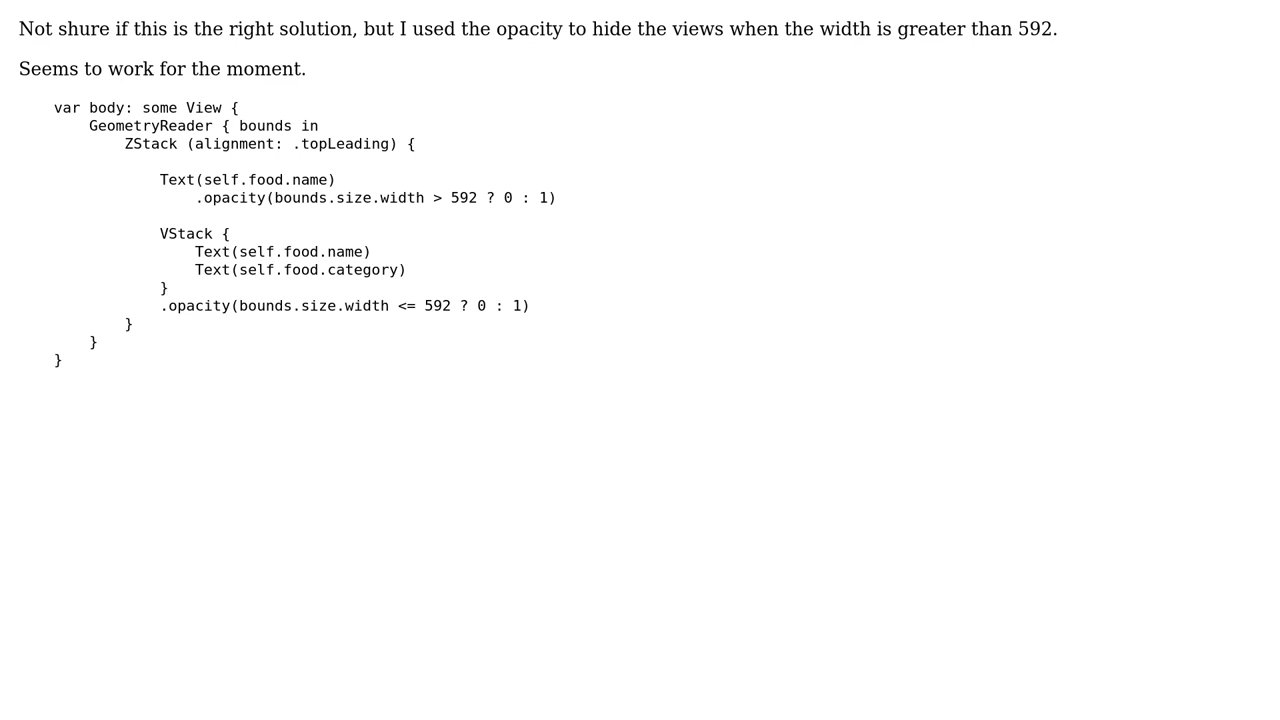 Not shure if this is the right solution, but I used the opacity to hide the views when the width is greater than 592.
Seems to work for the moment.
var body: some View {
    GeometryReader { bounds in
        ZStack (alignment: .topLeading) {
            Text(self.food.name)
                .opacity(bounds.size.width > 592 ? 0 : 1)
            VStack {
                Text(self.food.name)
                Text(self.food.category)
            }
            .opacity(bounds.size.width <= 592 ? 0 : 1)
        }
    }
}